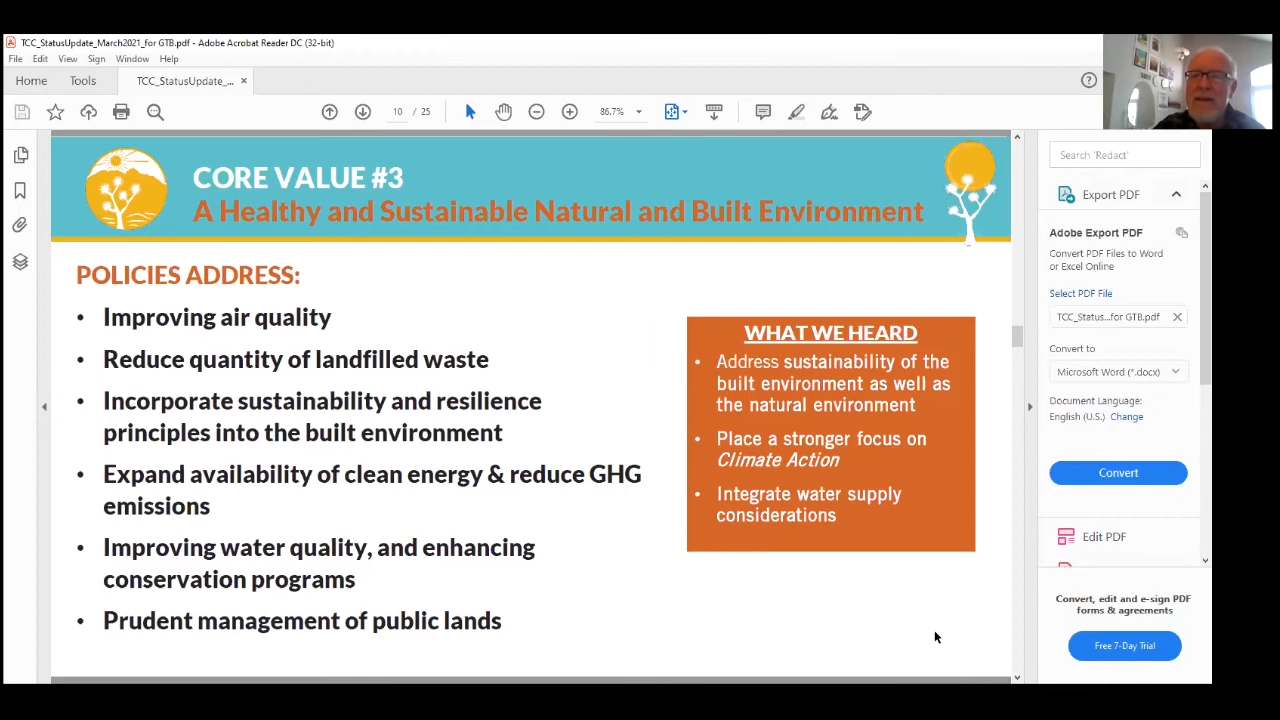 TCC_StatusUpdate_March2021_for GTB.pdf - Adobe Acrobat Reader DC (32-bit)
File Edit View Sign Window Help
Home Tools TCC_StatusUpdate_... ×
10 / 25 86.7%
CORE VALUE #3
A Healthy and Sustainable Natural and Built Environment
POLICIES ADDRESS:
• Improving air quality
• Reduce quantity of landfilled waste
• Incorporate sustainability and resilience
principles into the built environment
• Expand availability of clean energy & reduce GHG
emissions
• Improving water quality, and enhancing
conservation programs
• Prudent management of public lands
WHAT WE HEARD
• Address sustainability of the
built environment as well as
the natural environment
• Place a stronger focus on
Climate Action
• Integrate water supply
considerations
Search 'Redact'
Export PDF
Adobe Export PDF
Convert PDF Files to Word
or Excel Online
Select PDF File
TCC_Status...for GTB.pdf
Convert to
Microsoft Word (*.docx)
Document Language:
English (U.S.) Change
Convert
Edit PDF
Convert, edit and e-sign PDF
forms & agreements
Free 7-Day Trial